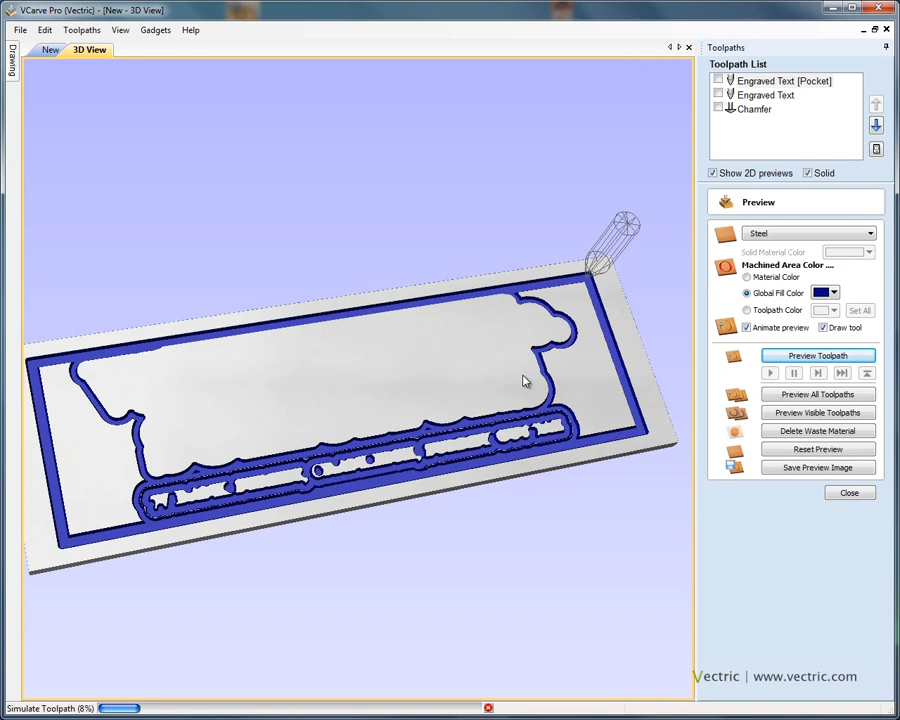 VCarve Pro (Vectric) - [New - 3D View]
File Edit Toolpaths View Gadgets Help
New 3D View
Drawing
Toolpaths
Toolpath List
Engraved Text [Pocket]
Engraved Text
Chamfer
Show 2D previews Solid
Preview
Steel
Solid Material Color
Machined Area Color ....
Material Color
Global Fill Color
Toolpath Color Set All
Animate preview Draw tool
Preview Toolpath
Preview All Toolpaths
Preview Visible Toolpaths
Delete Waste Material
Reset Preview
Save Preview Image
Close
Vectric | www.vectric.com
Simulate Toolpath (8%)